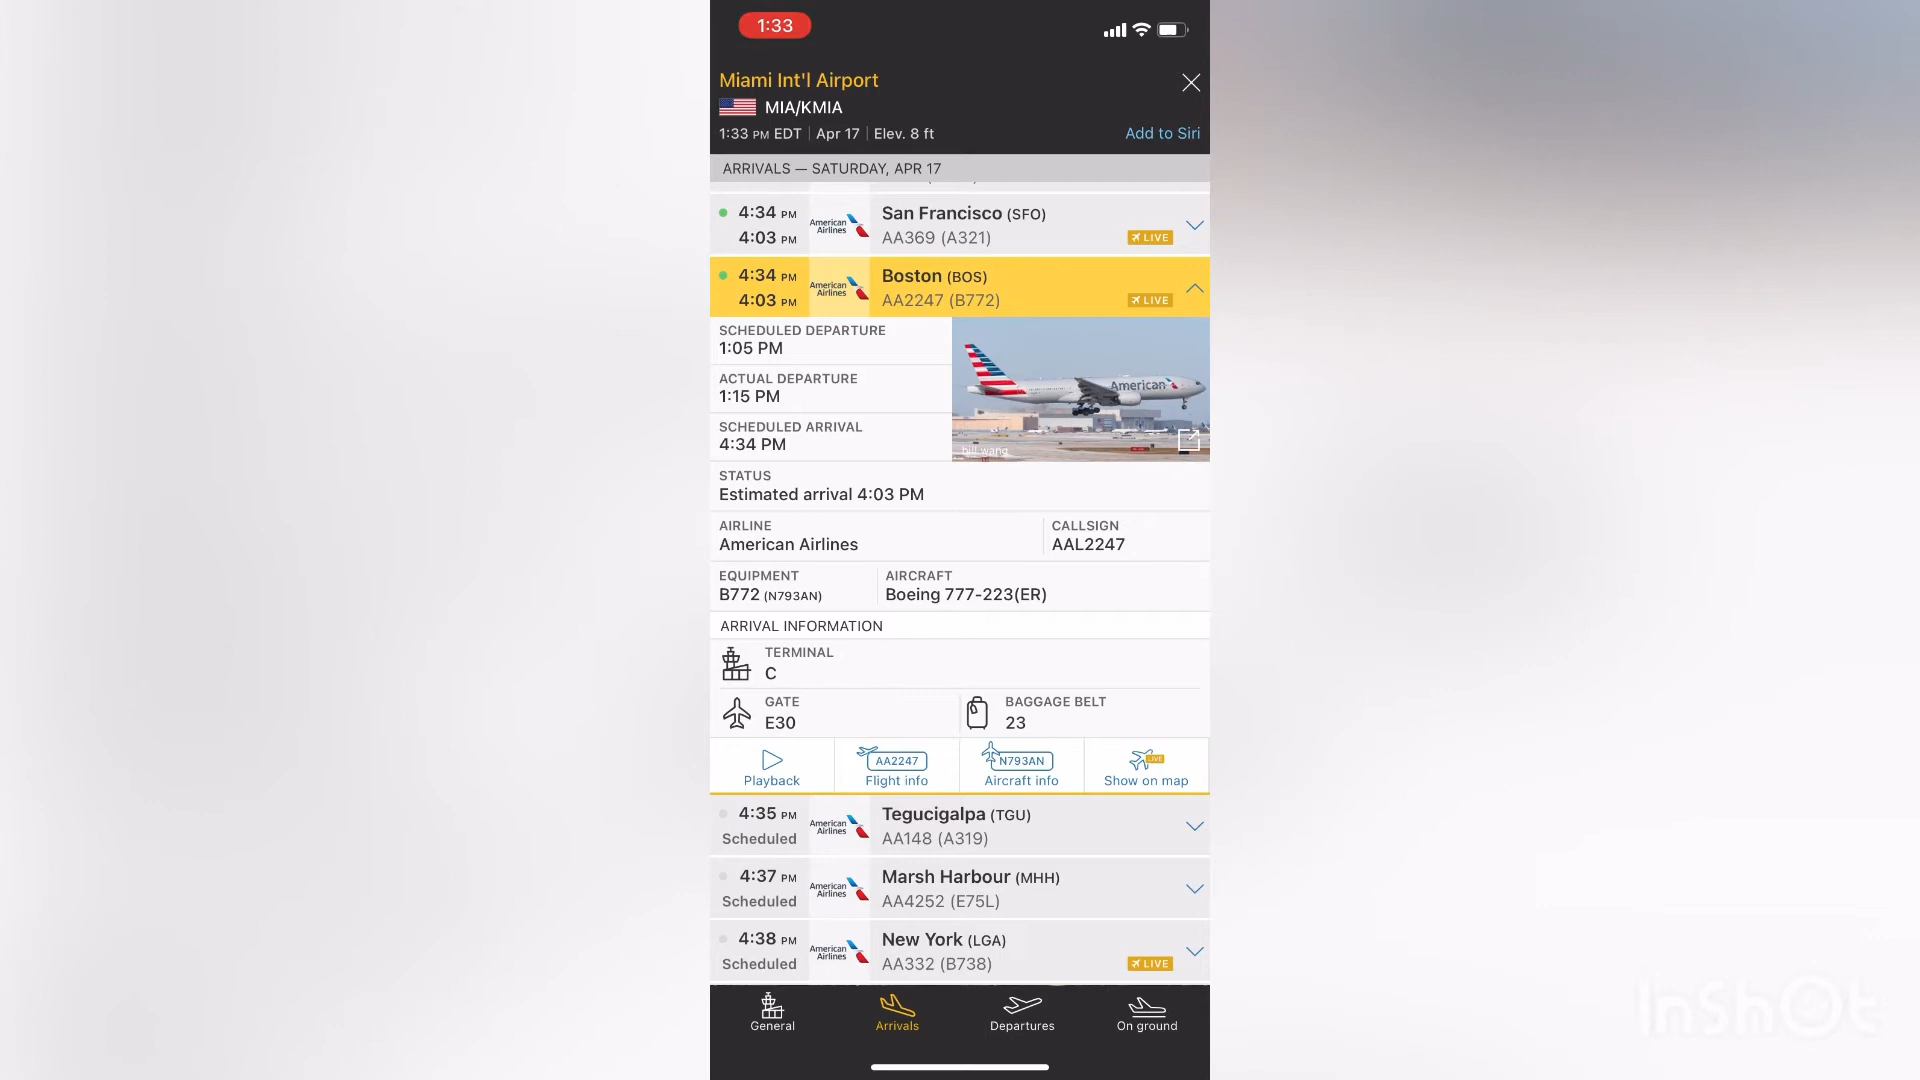 1:33
Miami Int'l Airport
MIA/KMIA
1:33 PM EDT | Apr 17 | Elev. 8 ft
Add to Siri
ARRIVALS — SATURDAY, APR 17
4:34 PM
4:03 PM
American Airlines
San Francisco (SFO)
AA369 (A321)
LIVE
4:34 PM
4:03 PM
American Airlines
Boston (BOS)
AA2247 (B772)
LIVE
SCHEDULED DEPARTURE
1:05 PM
ACTUAL DEPARTURE
1:15 PM
SCHEDULED ARRIVAL
4:34 PM
American
bill wang
STATUS
Estimated arrival 4:03 PM
AIRLINE
American Airlines
CALLSIGN
AAL2247
EQUIPMENT
B772 (N793AN)
AIRCRAFT
Boeing 777-223(ER)
ARRIVAL INFORMATION
TERMINAL
C
GATE
E30
BAGGAGE BELT
23
Playback
AA2247
Flight info
N793AN
Aircraft info
LIVE
Show on map
4:35 PM
Scheduled
American Airlines
Tegucigalpa (TGU)
AA148 (A319)
4:37 PM
Scheduled
American Airlines
Marsh Harbour (MHH)
AA4252 (E75L)
4:38 PM
Scheduled
American Airlines
New York (LGA)
AA332 (B738)
LIVE
General
Arrivals
Departures
On ground
InShOt